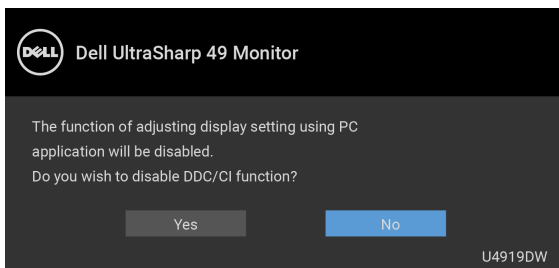 DELL
Dell UltraSharp 49 Monitor
The function of adjusting display setting using PC
application will be disabled.
Do you wish to disable DDC/CI function?
Yes No
U4919DW